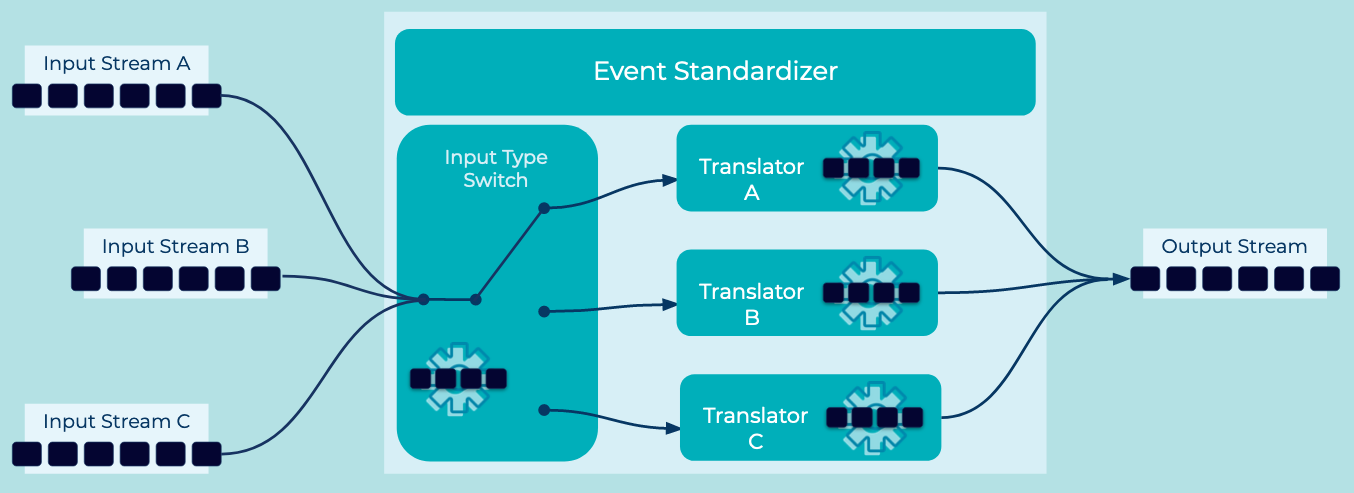 Input Stream A
Event Standardizer
Input Type
Switch
Translator
A
Input Stream B
Output Stream
Translator
B
Input Stream C
Translator
C